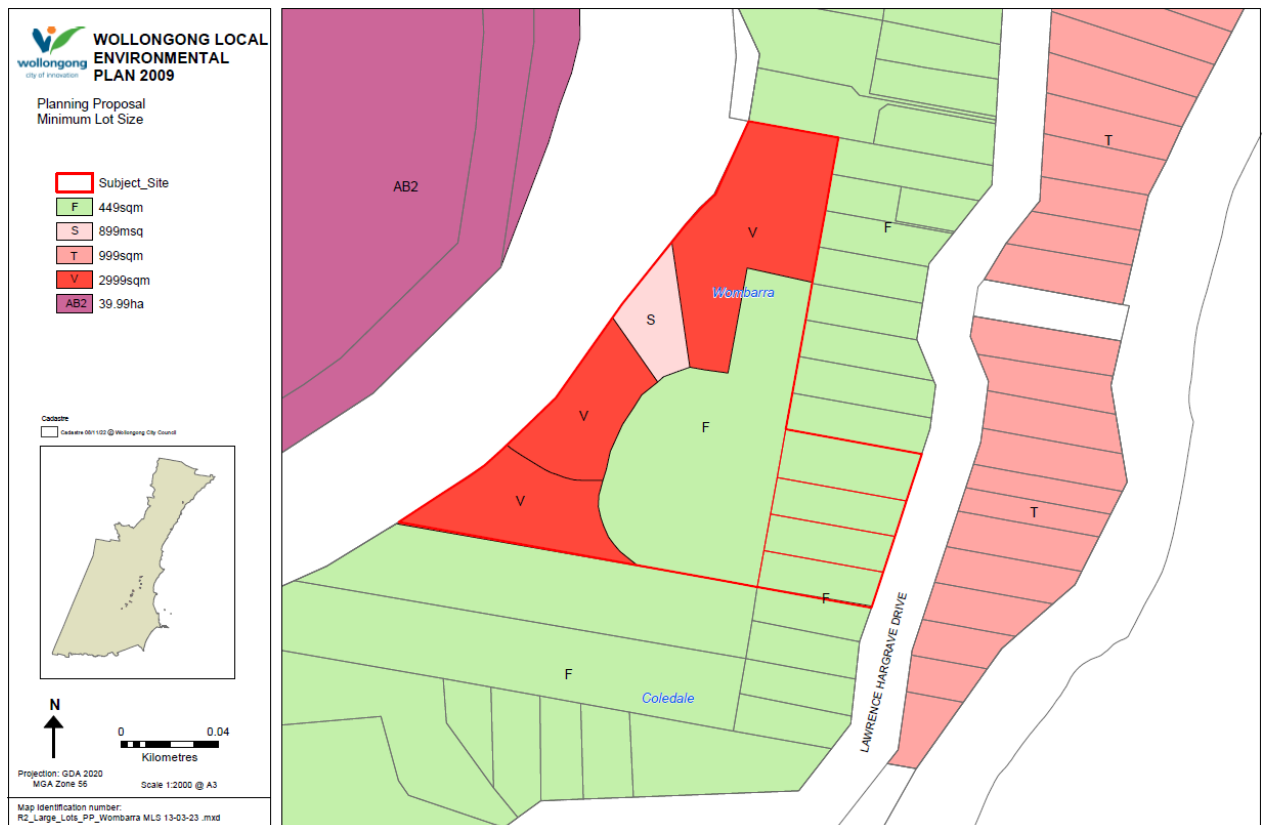 wollongong
city of innovation
WOLLONGONG LOCAL
ENVIRONMENTAL
PLAN 2009
Planning Proposal
Minimum Lot Size
Subject_Site
F 449sqm
S 899msq
T 999sqm
V 2999sqm
AB2 39.99ha
Cadastre
Cadastre 08/11/22 @ Wollongong City Council
N
0 0.04
Kilometres
Projection: GDA 2020
MGA Zone 56
Scale 1:2000 @ A3
Map Identification number:
R2_Large_Lots_PP_Wombarra MLS 13-03-23 .mxd
AB2
T
V
F
Wombarra
S
V
F
V
T
F
F
Coledale
LAWRENCE HARGRAVE DRIVE